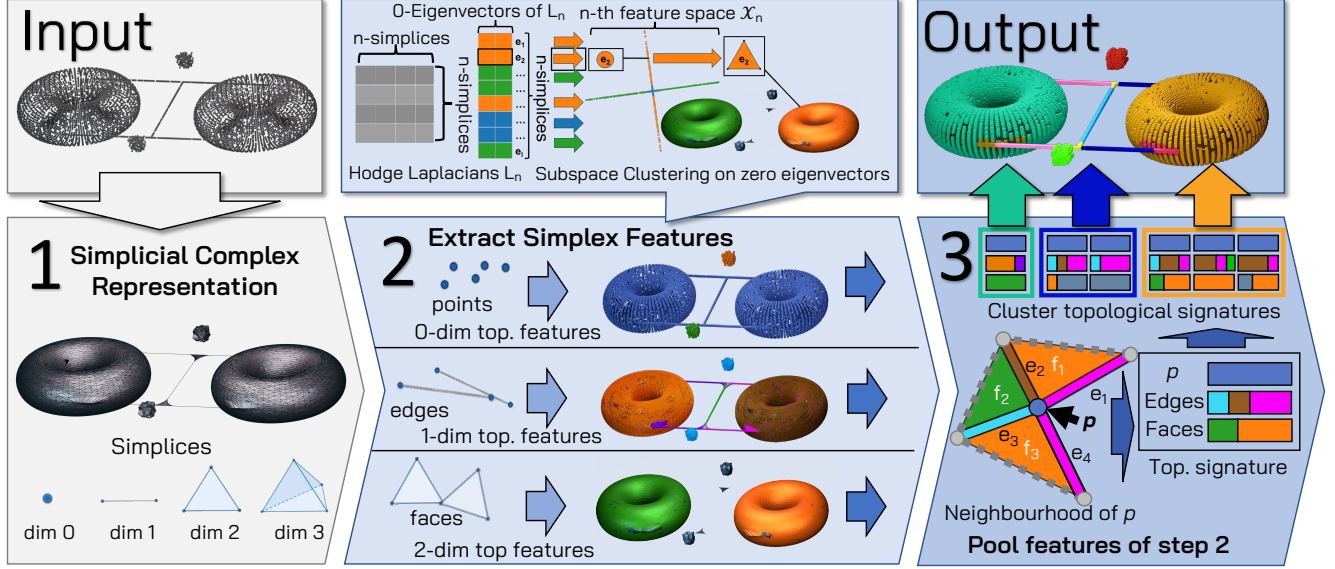 Input
0-Eigenvectors of Lₙ
n-th feature space 𝒳ₙ
n-simplices
n-simplices
e₁
e₂
...
...
...
...
eᵢ
n-simplices
e₂
e₂
Hodge Laplacians Lₙ
Subspace Clustering on zero eigenvectors
Output
1
Simplicial Complex
Representation
Simplices
dim 0
dim 1
dim 2
dim 3
2
Extract Simplex Features
points
0-dim top. features
edges
1-dim top. features
faces
2-dim top features
3
Cluster topological signatures
e₂
f₁
f₂
e₁
p
e₃
f₃
e₄
Neighbourhood of p
p
Edges
Faces
Top. signature
Pool features of step 2